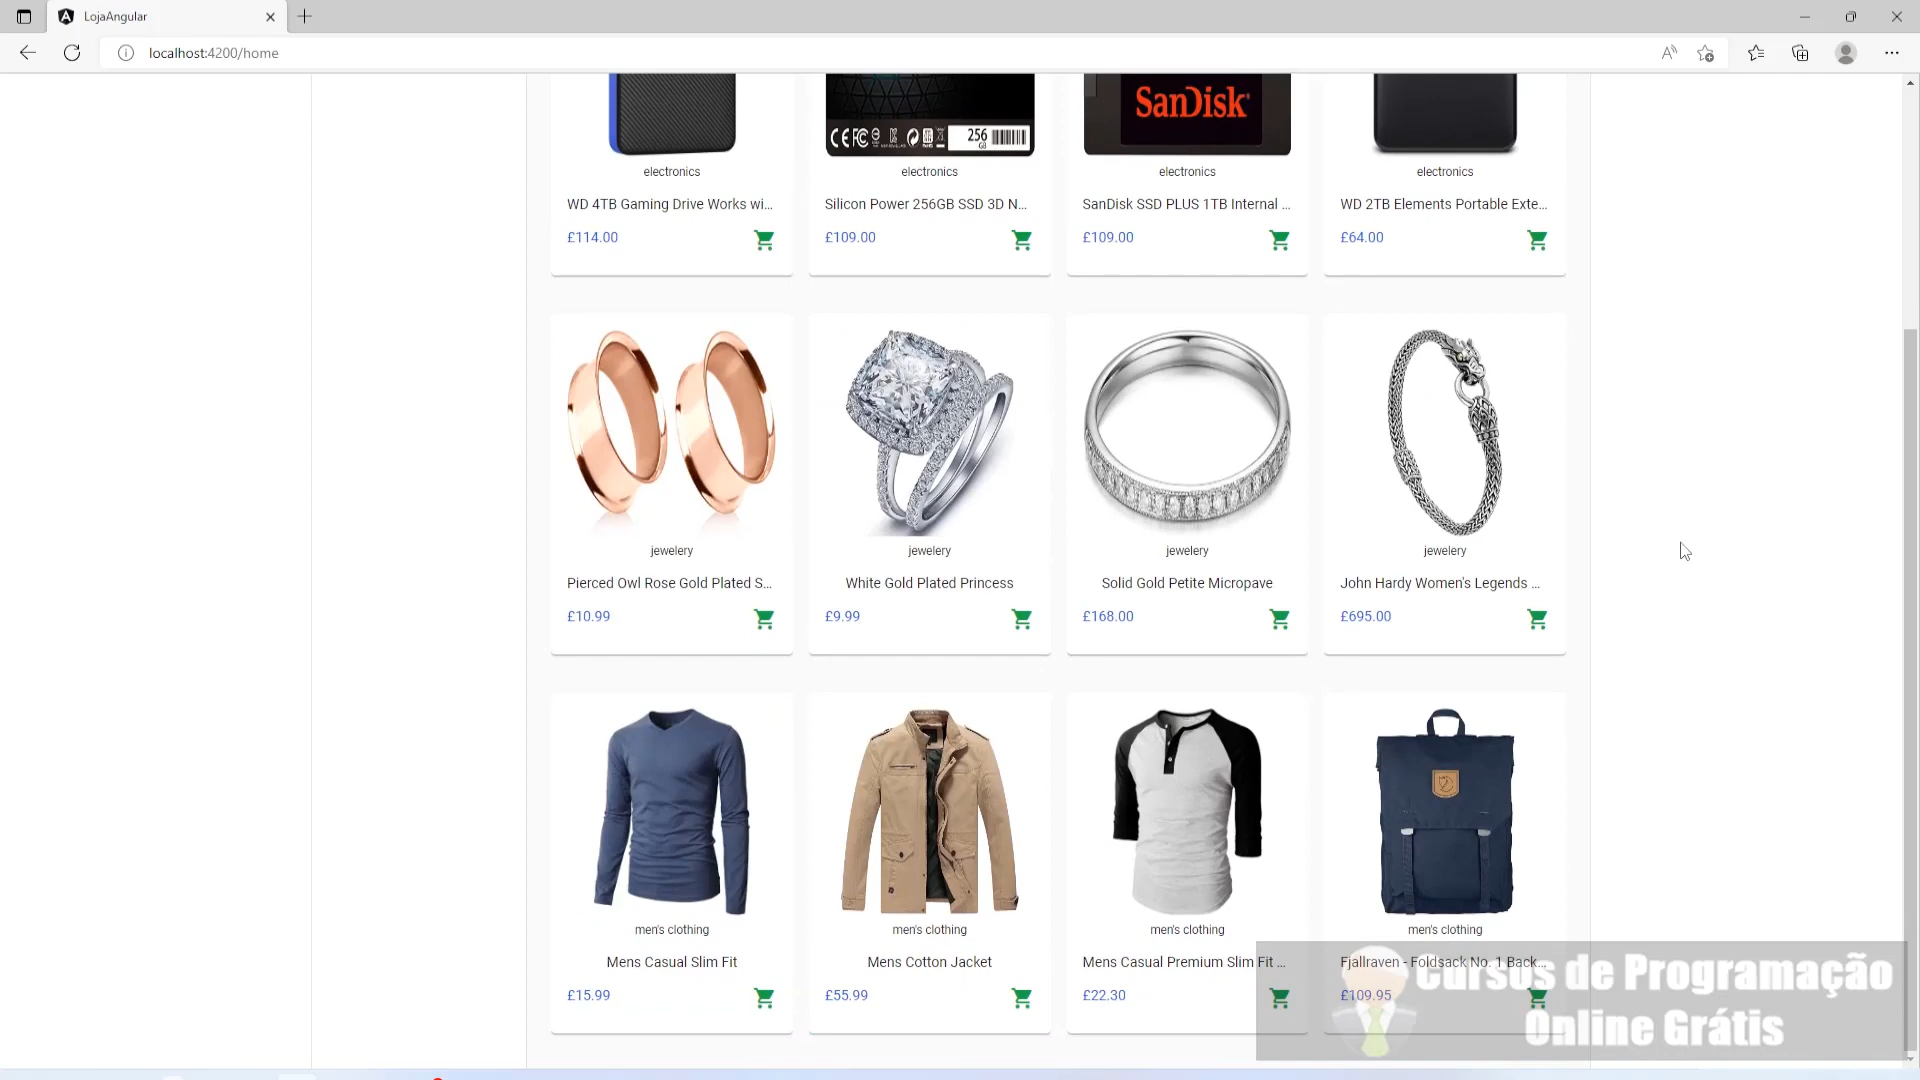 LojaAngular
localhost:4200/home
SanDisk
256
GB
electronics
electronics
electronics
electronics
WD 4TB Gaming Drive Works wi...
Silicon Power 256GB SSD 3D N...
SanDisk SSD PLUS 1TB Internal ...
WD 2TB Elements Portable Exte...
£114.00
£109.00
£109.00
£64.00
jewelery
jewelery
jewelery
jewelery
Pierced Owl Rose Gold Plated S...
White Gold Plated Princess
Solid Gold Petite Micropave
John Hardy Women's Legends ...
£10.99
£9.99
£168.00
£695.00
men's clothing
men's clothing
men's clothing
men's clothing
Mens Casual Slim Fit
Mens Cotton Jacket
Mens Casual Premium Slim Fit ...
Fjallraven - Foldsack No. 1 Back...
£15.99
£55.99
£22.30
£109.95
Cursos de Programação
Online Grátis